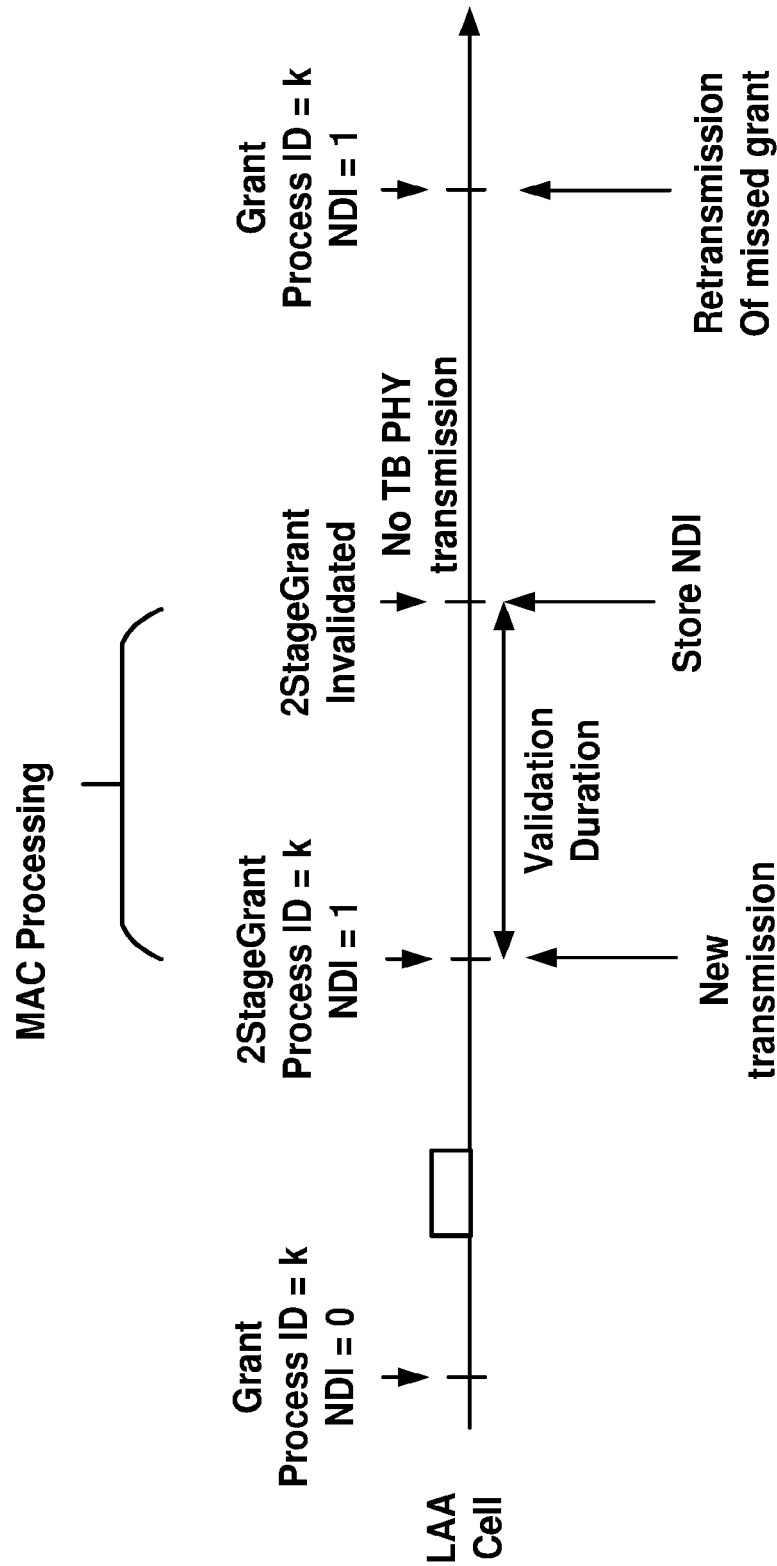 MAC Processing
Grant
Process ID = k
NDI = 0
2StageGrant
Process ID = k
NDI = 1
2StageGrant
Invalidated
No TB PHY
transmission
Grant
Process ID = k
NDI = 1
LAA
Cell
Validation
Duration
New
transmission
Store NDI
Retransmission
Of missed grant